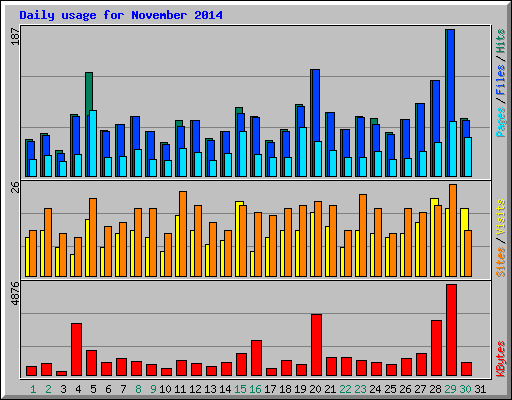 Daily usage for November 2014
187
Pages / Files / Hits
26
Sites / Visits
4876
KBytes
1 2 3 4 5 6 7 8 9 10 11 12 13 14 15 16 17 18 19 20 21 22 23 24 25 26 27 28 29 30 31